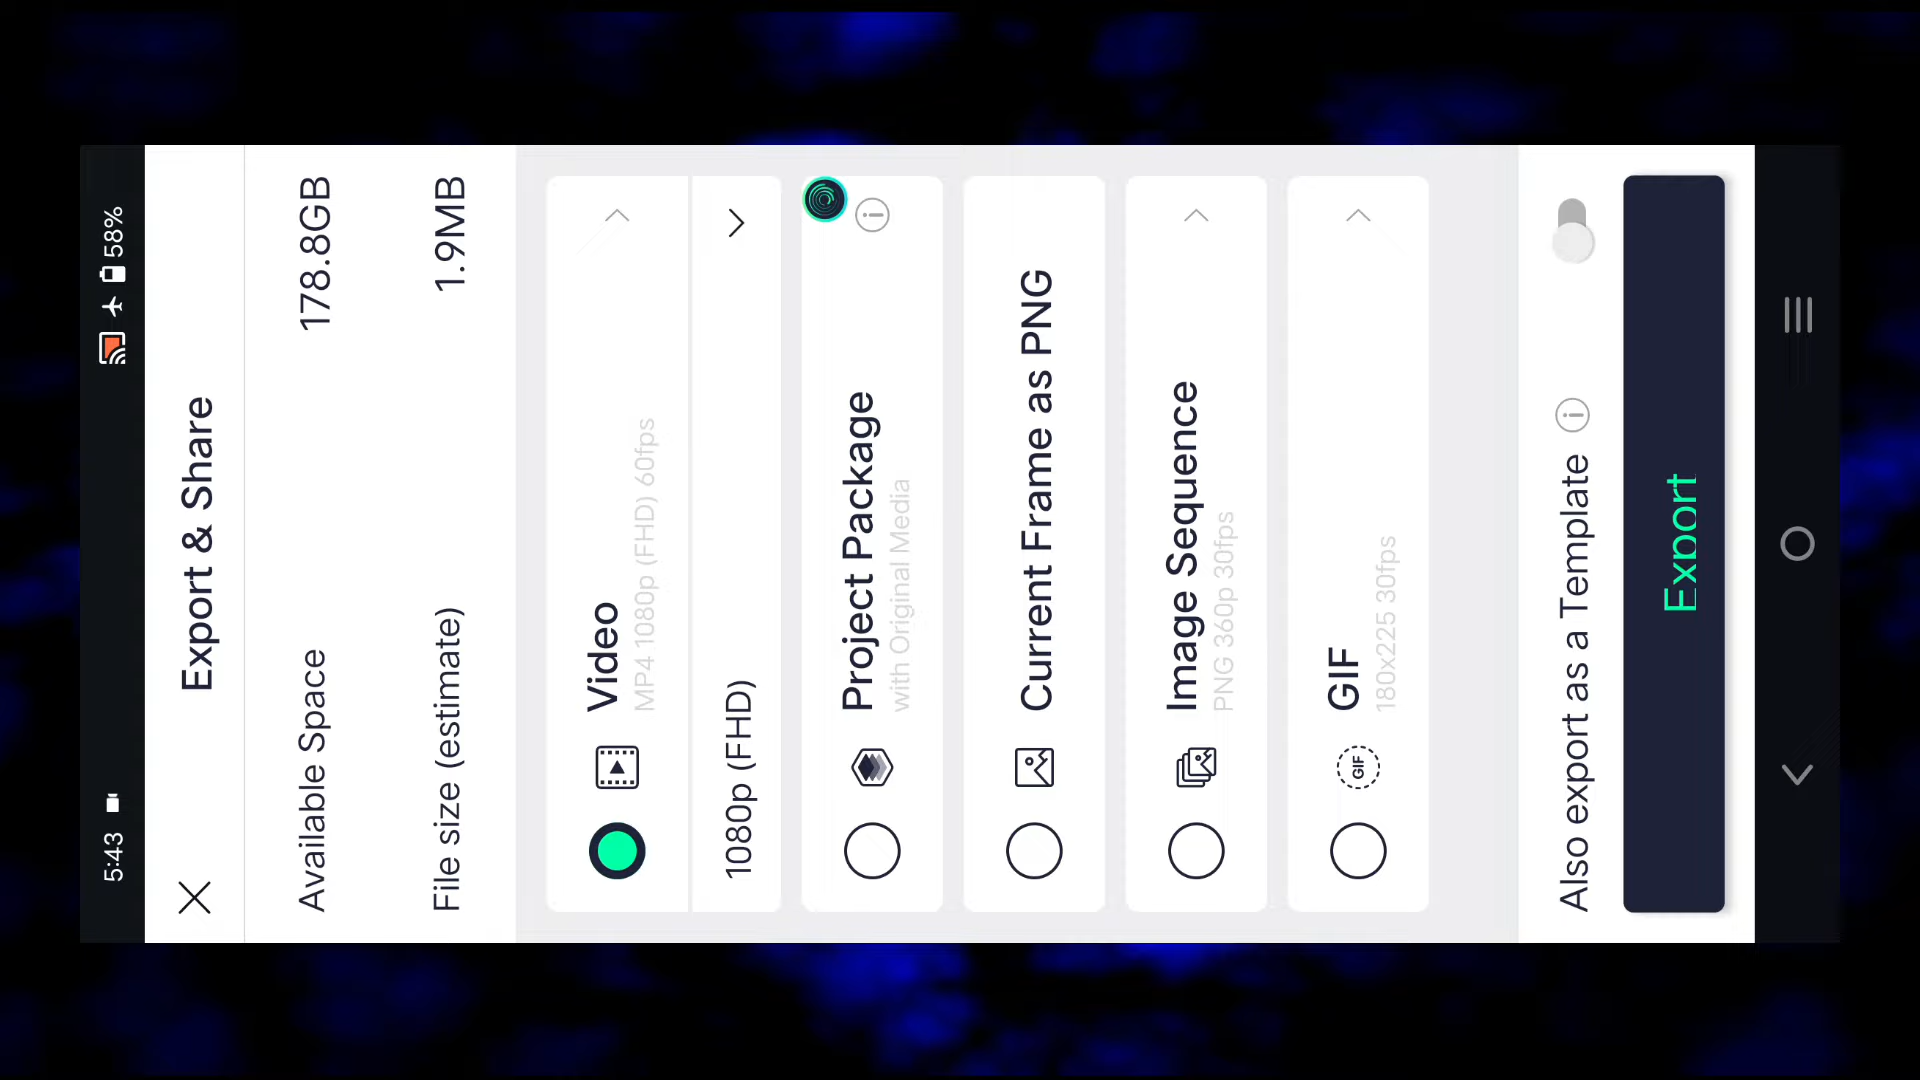 5:43 58%
Export & Share
Available Space 178.8GB
File size (estimate) 1.9MB
Video
MP4 1080p (FHD) 60fps
1080p (FHD)
Project Package
with Original Media
Current Frame as PNG
Image Sequence
PNG 360p 30fps
GIF
GIF
180x225 30fps
Also export as a Template
Export